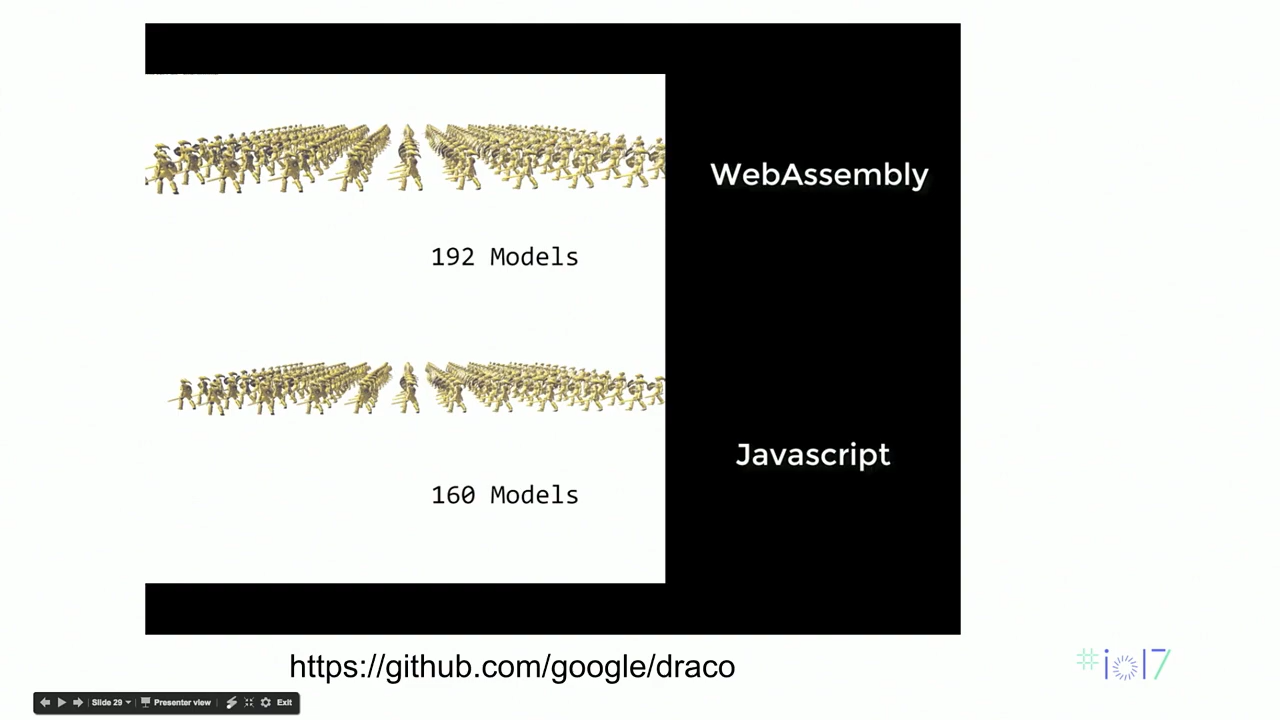 WebAssembly
192 Models
Javascript
160 Models
https://github.com/google/draco
#io17
Slide 29
Presenter view
Exit